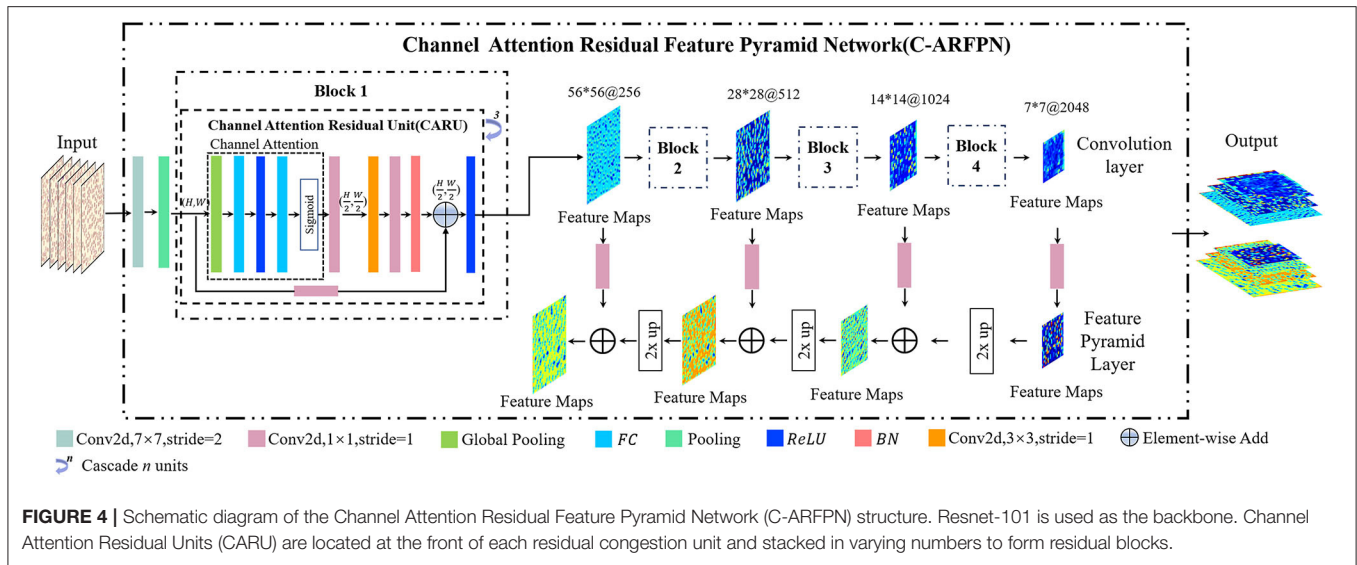 Channel Attention Residual Feature Pyramid Network(C-ARFPN)
Block 1
Channel Attention Residual Unit(CARU)
3
Channel Attention
Input
(H,W
Sigmoid
(H/2,W/2)
(H/2,W/2)
56*56@256
28*28@512
14*14@1024
7*7@2048
Block 2
Block 3
Block 4
Convolution layer
Output
Feature Maps
Feature Maps
Feature Maps
Feature Maps
2x up
2x up
2x up
Feature Pyramid Layer
Feature Maps
Feature Maps
Feature Maps
Feature Maps
Conv2d,7×7,stride=2
Conv2d,1×1,stride=1
Global Pooling
FC
Pooling
ReLU
BN
Conv2d,3×3,stride=1
Element-wise Add
n
Cascade n units
FIGURE 4 | Schematic diagram of the Channel Attention Residual Feature Pyramid Network (C-ARFPN) structure. Resnet-101 is used as the backbone. Channel
Attention Residual Units (CARU) are located at the front of each residual congestion unit and stacked in varying numbers to form residual blocks.